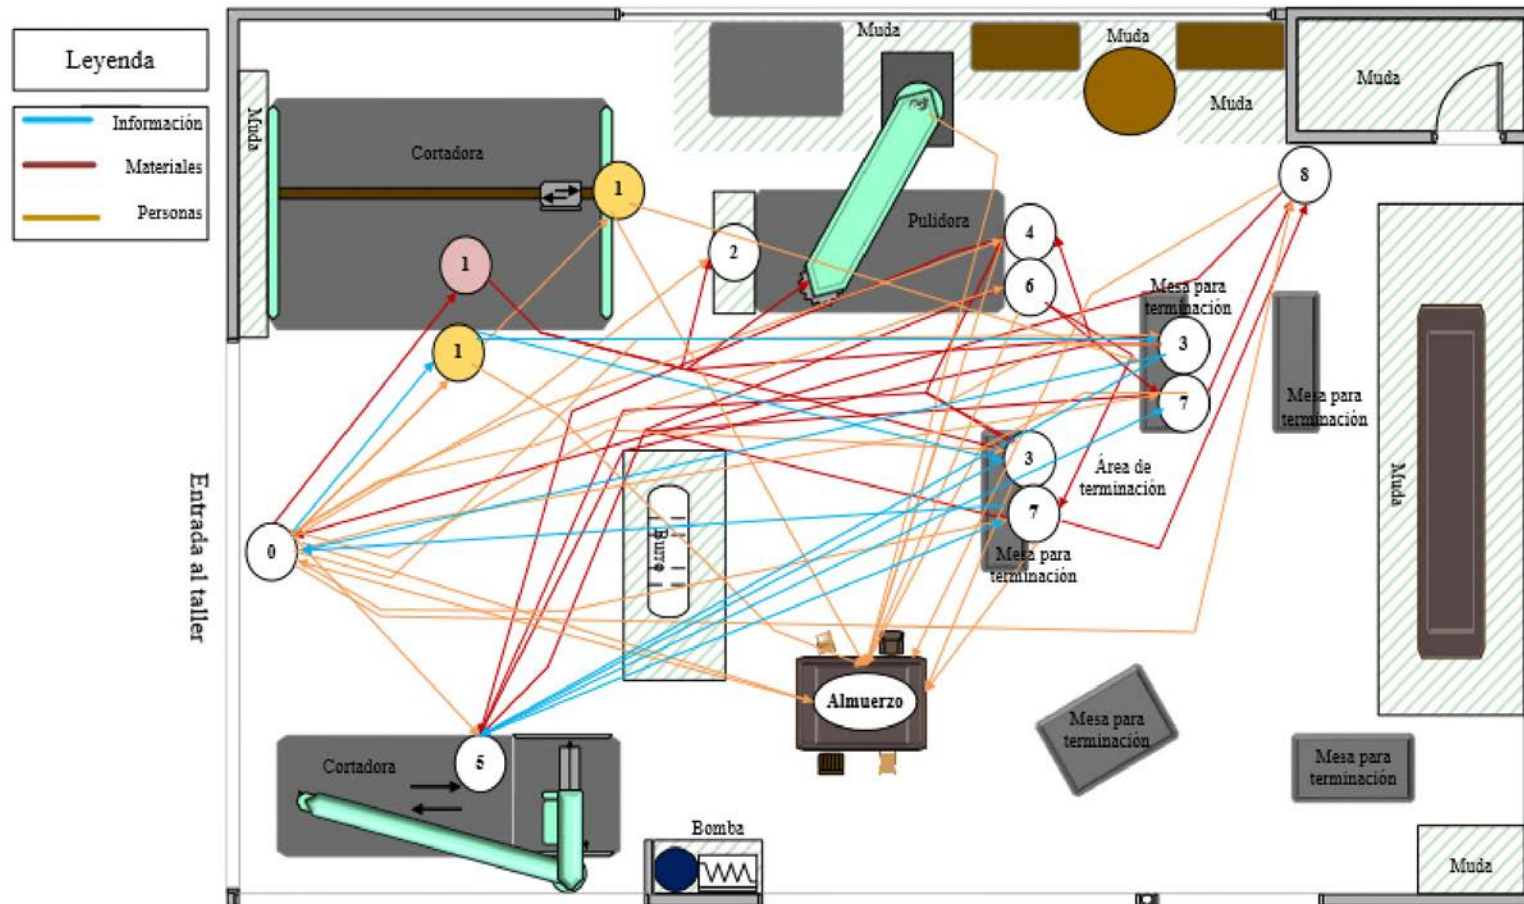 Leyenda
Información
Materiales
Personas
Muda
Cortadora
1
1
1
2
Muda
Muda
Muda
Muda
Pulidora
4
6
8
Mesa para
terminación
3
7
Mesa para
terminación
Muda
3
7
Área de
terminación
Mesa para
terminación
Entrada al taller
0
Burro
Almuerzo
Cortadora
5
Bomba
Mesa para
terminación
Mesa para
terminación
Muda